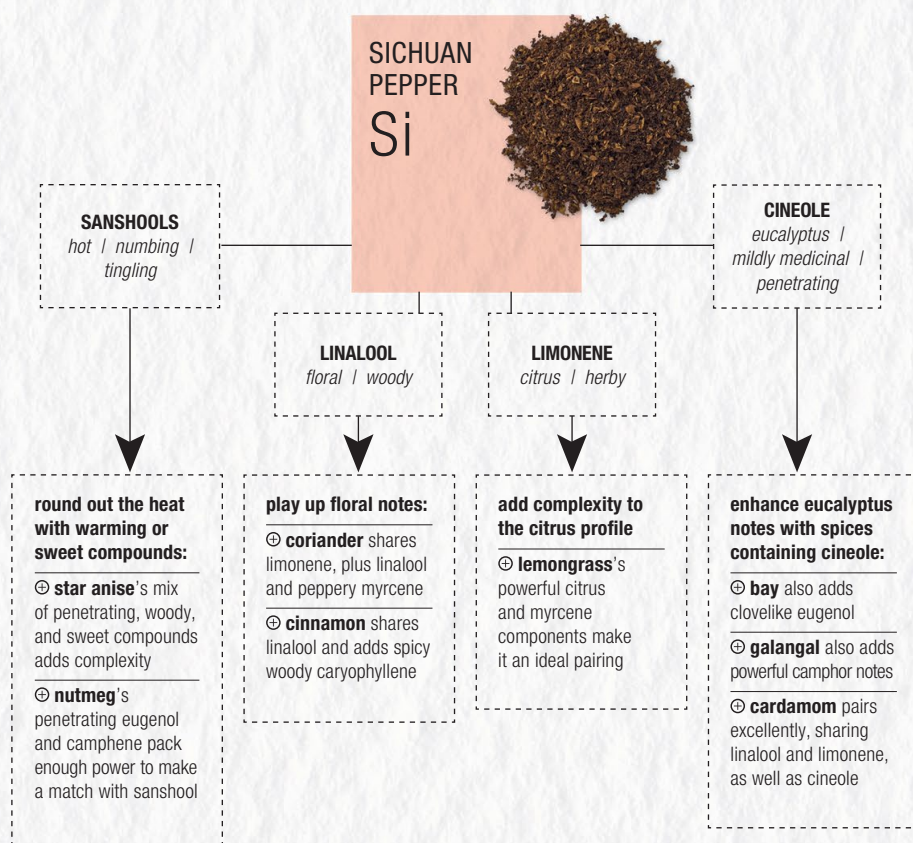 SICHUAN
PEPPER
Si
SANSHOOLS
hot | numbing |
tingling
LINALOOL
floral | woody
LIMONENE
citrus | herby
CINEOLE
eucalyptus |
mildly medicinal |
penetrating
round out the heat
with warming or
sweet compounds:
⊕ star anise's mix
of penetrating, woody,
and sweet compounds
adds complexity
⊕ nutmeg's
penetrating eugenol
and camphene pack
enough power to make
a match with sanshool
play up floral notes:
⊕ coriander shares
limonene, plus linalool
and peppery myrcene
⊕ cinnamon shares
linalool and adds spicy
woody caryophyllene
add complexity to
the citrus profile
⊕ lemongrass's
powerful citrus
and myrcene
components make
it an ideal pairing
enhance eucalyptus
notes with spices
containing cineole:
⊕ bay also adds
clovelike eugenol
⊕ galangal also adds
powerful camphor notes
⊕ cardamom pairs
excellently, sharing
linalool and limonene,
as well as cineole